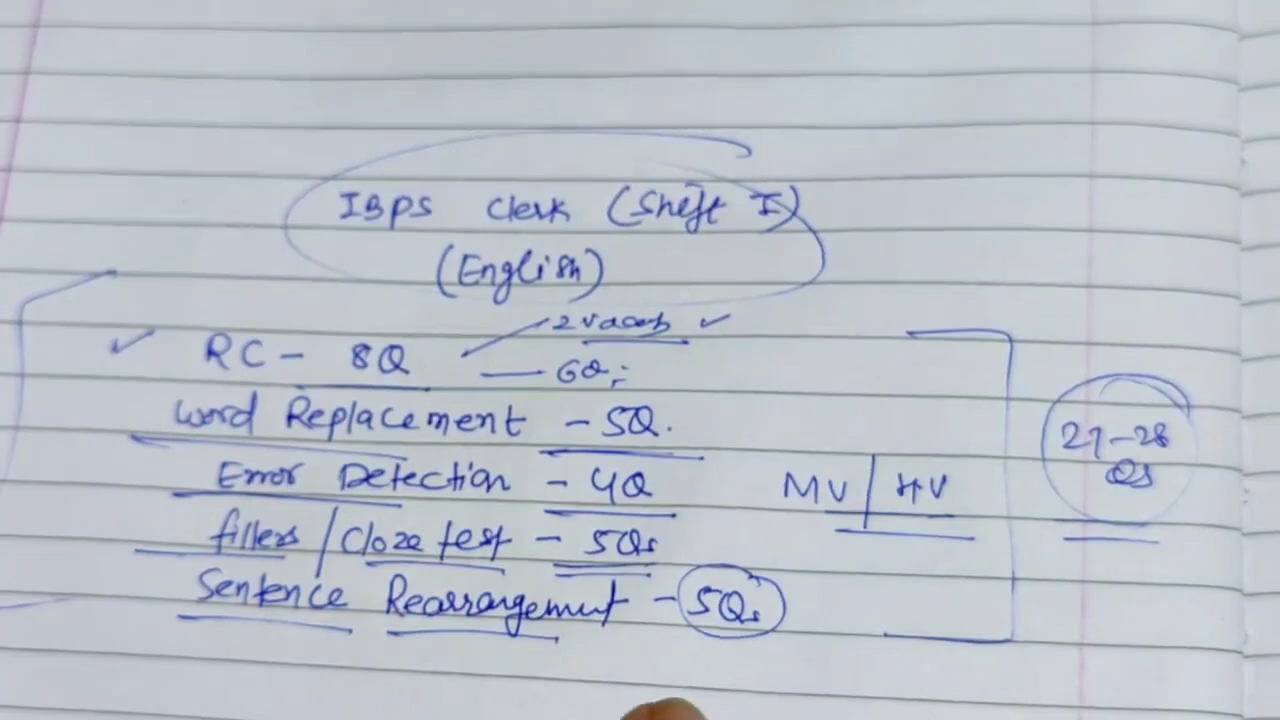 IBPS Clerk (Shift I)
(English)
RC - 8Q
2 Vocab
6Q;
Word Replacement - 5Q.
Error Detection - 4Q
MV | HV
27-28
Qs
fillers / Cloze test - 5Qs
Sentence Rearrangement - 5Qs